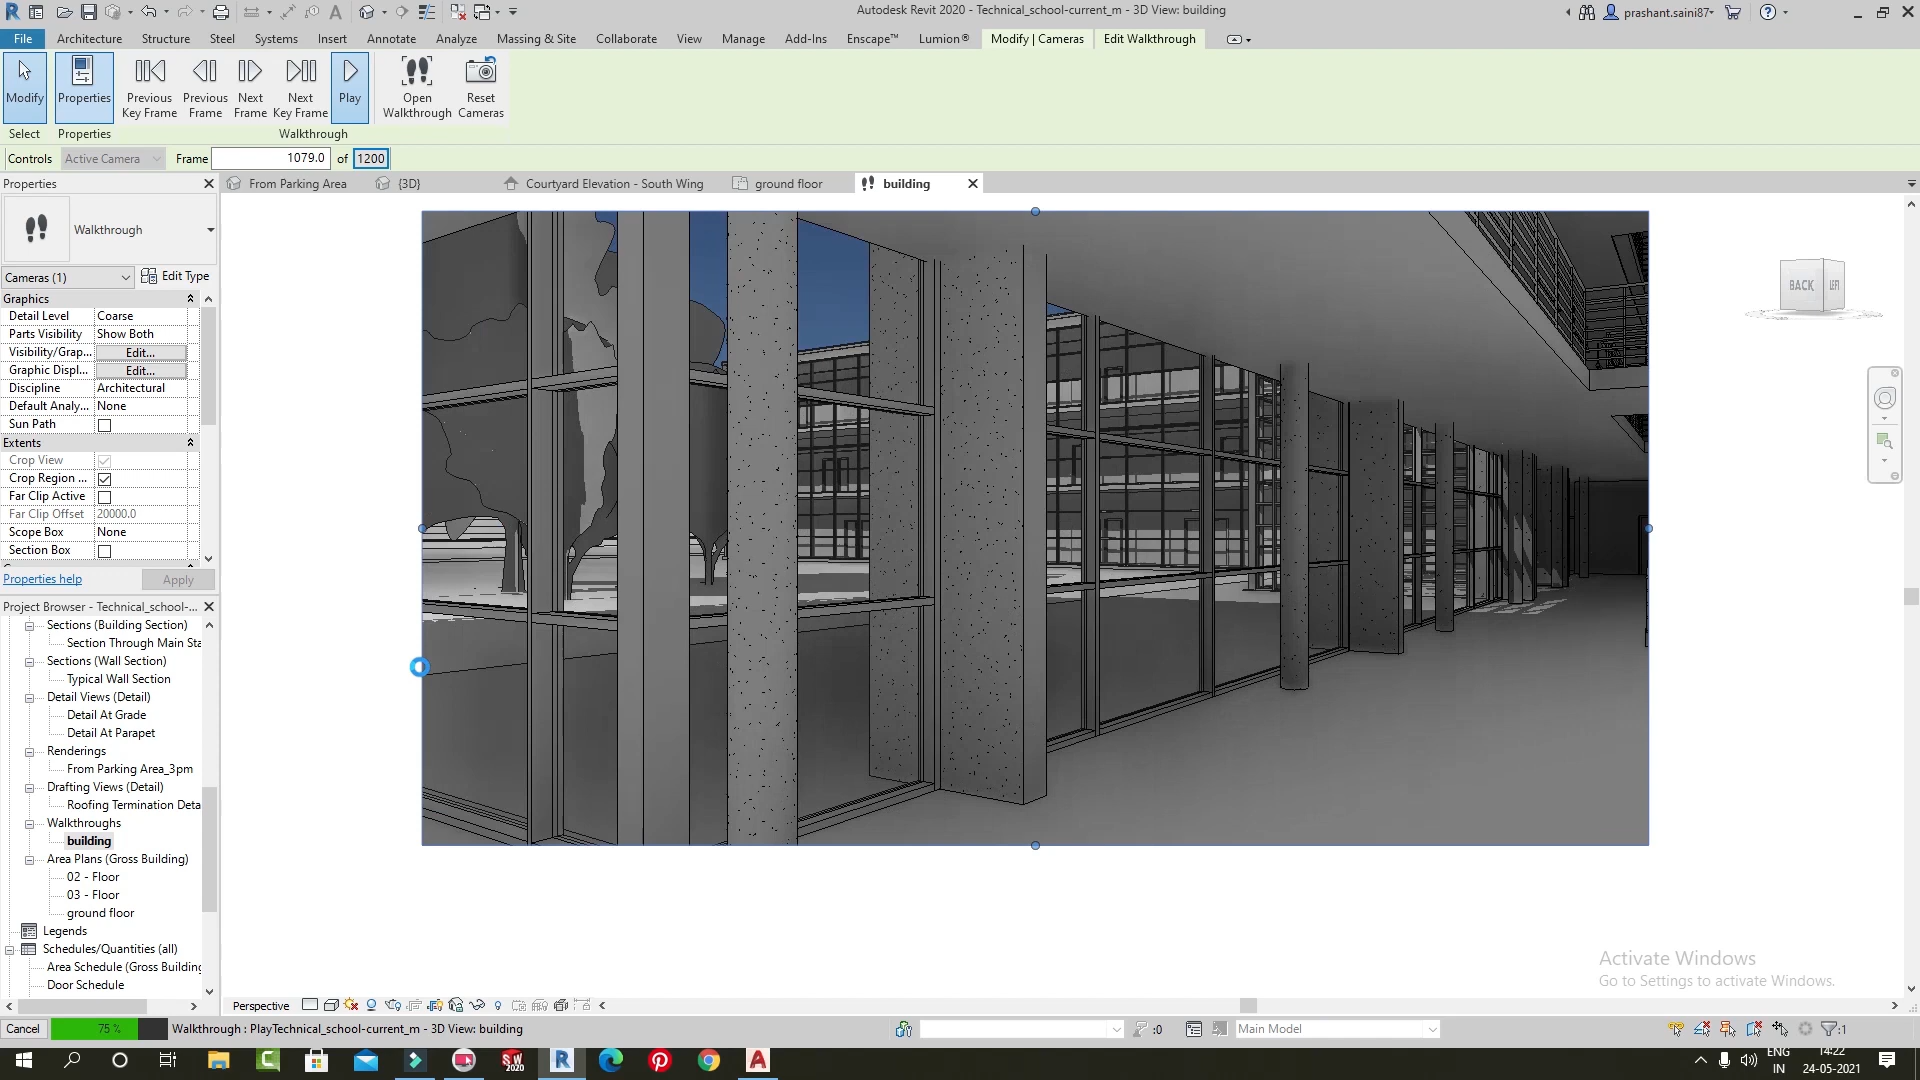 Autodesk Revit 2020 - Technical_school-current_m - 3D View: building
prashant.saini87
File Architecture Structure Steel Systems Insert Annotate Analyze Massing & Site Collaborate View Manage Add-Ins Enscape™ Lumion® Modify | Cameras Edit Walkthrough
Modify Properties Previous Key Frame Previous Frame Next Frame Next Key Frame Play Open Walkthrough Reset Cameras
Select Properties Walkthrough
Controls Active Camera Frame 1079.0 of 1200
Properties
From Parking Area {3D} Courtyard Elevation - South Wing ground floor building
Walkthrough
Cameras (1) Edit Type
Graphics
Detail Level Coarse
Parts Visibility Show Both
Visibility/Grap... Edit...
Graphic Displ... Edit...
Discipline Architectural
Default Analy... None
Sun Path
Extents
Crop View
Crop Region ...
Far Clip Active
Far Clip Offset 20000.0
Scope Box None
Section Box
Properties help Apply
BACK LEFT
Project Browser - Technical_school-...
Sections (Building Section)
Section Through Main Sta
Sections (Wall Section)
Typical Wall Section
Detail Views (Detail)
Detail At Grade
Detail At Parapet
Renderings
From Parking Area_3pm
Drafting Views (Detail)
Roofing Termination Deta
Walkthroughs
building
Area Plans (Gross Building)
02 - Floor
03 - Floor
ground floor
Legends
Schedules/Quantities (all)
Area Schedule (Gross Building
Door Schedule
Activate Windows
Go to Settings to activate Windows.
Perspective
Cancel 75 % Walkthrough : PlayTechnical_school-current_m - 3D View: building :0 Main Model :1
SW 2020
ENG
IN
14:22
24-05-2021